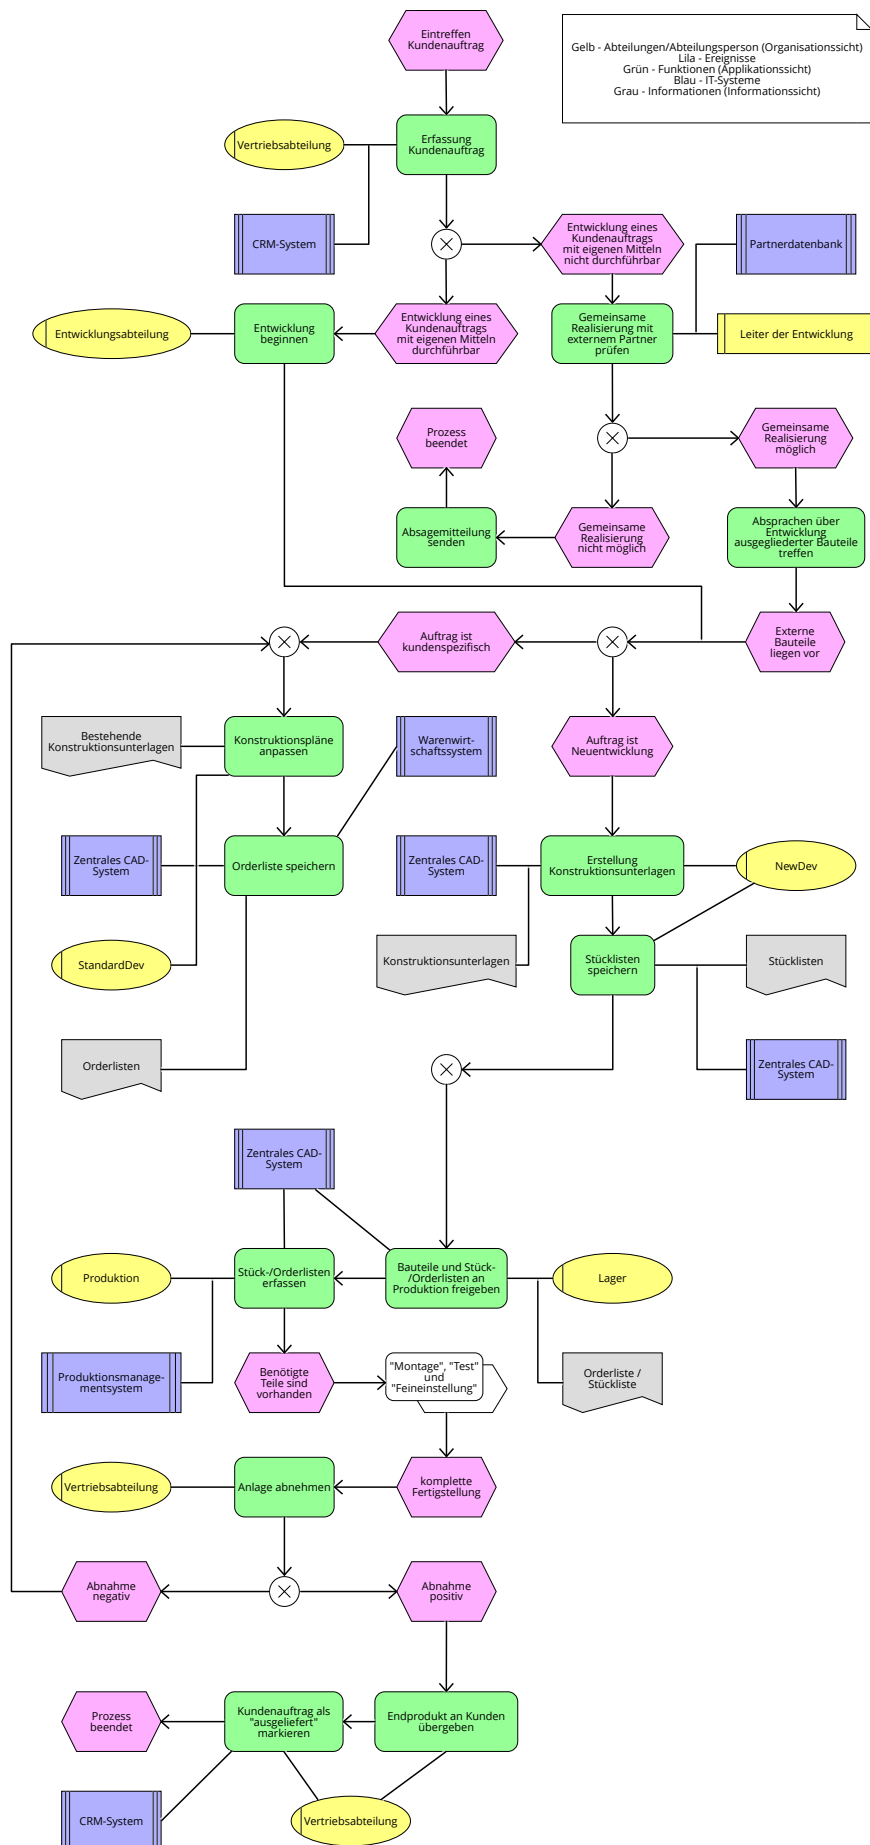 Eintreffen
Kundenauftrag
Gelb - Abteilungen/Abteilungsperson (Organisationssicht)
Lila - Ereignisse
Grün - Funktionen (Applikationssicht)
Blau - IT-Systeme
Grau - Informationen (Informationssicht)
Vertriebsabteilung
Erfassung
Kundenauftrag
CRM-System
Entwicklung eines
Kundenauftrags
mit eigenen Mitteln
nicht durchführbar
Partnerdatenbank
Entwicklungsabteilung
Entwicklung
beginnen
Entwicklung eines
Kundenauftrags
mit eigenen Mitteln
durchführbar
Gemeinsame
Realisierung mit
externem Partner
prüfen
Leiter der Entwicklung
Prozess
beendet
Gemeinsame
Realisierung
möglich
Absagemitteilung
senden
Gemeinsame
Realisierung
nicht möglich
Absprachen über
Entwicklung
ausgegliederter Bauteile
treffen
Auftrag ist
kundenspezifisch
Externe
Bauteile
liegen vor
Bestehende
Konstruktionsunterlagen
Konstruktionspläne
anpassen
Warenwirt-
schaftssystem
Auftrag ist
Neuentwicklung
Zentrales CAD-
System
Orderliste speichern
Zentrales CAD-
System
Erstellung
Konstruktionsunterlagen
NewDev
StandardDev
Konstruktionsunterlagen
Stücklisten
speichern
Stücklisten
Orderlisten
Zentrales CAD-
System
Zentrales CAD-
System
Produktion
Stück-/Orderlisten
erfassen
Bauteile und Stück-
/Orderlisten an
Produktion freigeben
Lager
Produktionsmanage-
mentsystem
Benötigte
Teile sind
vorhanden
"Montage", "Test"
und
"Feineinstellung"
Orderliste /
Stückliste
Vertriebsabteilung
Anlage abnehmen
komplette
Fertigstellung
Abnahme
negativ
Abnahme
positiv
Prozess
beendet
Kundenauftrag als
"ausgeliefert"
markieren
Endprodukt an Kunden
übergeben
CRM-System
Vertriebsabteilung